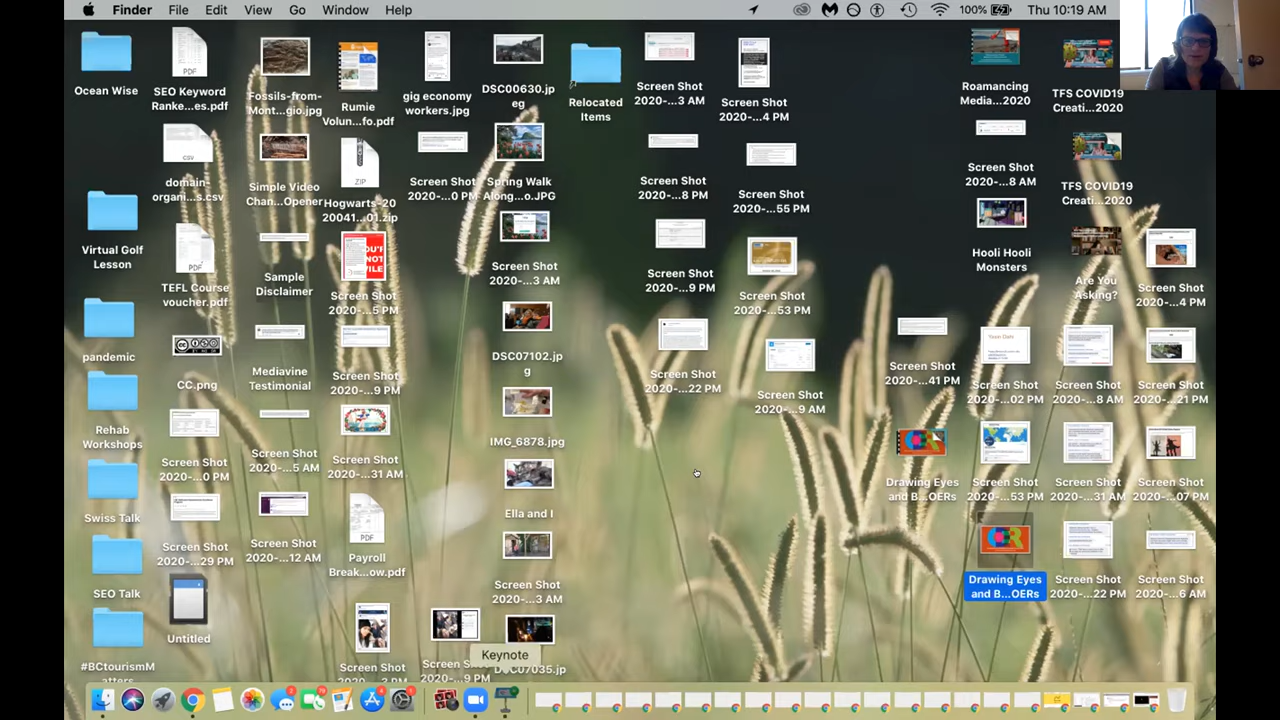 Finder File Edit View Go Window Help
100% Thu 10:19 AM
Ocean Wise
SEO Keyword
Ranke...es.pdf
Fossils-from-
Mont...gio.jpg
Rumie
Volun...fo.pdf
gig economy
workers.jpg
DSC00630.jp
eg
Relocated
Items
Screen Shot
2020-...3 AM
Screen Shot
2020-...4 PM
Roamancing
Media...2020
TFS COVID19
Creati...2020
domain-
organi...s.csv
Simple Video
Chan...Opener
Hogwarts-20
20041...01.zip
Screen Shot
2020-...0 PM
Spring Walk
Along...o.JPG
Screen Shot
2020-...8 PM
Screen Shot
2020-...55 PM
Screen Shot
2020-...8 AM
TFS COVID19
Creati...2020
Virtual Golf
Lesson
TEFL Course
voucher.pdf
Sample
Disclaimer
Screen Shot
2020-...5 PM
Screen Shot
2020-...3 AM
Screen Shot
2020-...9 PM
Screen Shot
2020-...53 PM
Hooli Hooli
Monsters
Are You
Asking?
Screen Shot
2020-...4 PM
pandemic
CC.png
Mediavine
Testimonial
Screen Shot
2020-...9 PM
DSC07102.jp
g
Screen Shot
2020-...22 PM
Screen Shot
2020-...9 AM
Screen Shot
2020-...41 PM
Screen Shot
2020-...02 PM
Screen Shot
2020-...8 AM
Screen Shot
2020-...21 PM
Rehab
Workshops
Screen Shot
2020-...0 PM
Screen Shot
2020-...5 AM
Screen Shot
2020-...31 AM
IMG_6878.jpg
Drawing Eyes
and B...OERs
Screen Shot
2020-...53 PM
Screen Shot
2020-...31 AM
Screen Shot
2020-...07 PM
Swiss Talk
Screen Shot
2020-...29 PM
Screen Shot
2020-...12 AM
Payroll
Break...ow.pdf
Ella and I
Screen Shot
2020-...3 AM
Drawing Eyes
and B...OERs
Screen Shot
2020-...22 PM
Screen Shot
2020-...6 AM
SEO Talk
Untitled
#BCtourismM
atters
Screen Shot
Keynote
DSC07035.jp